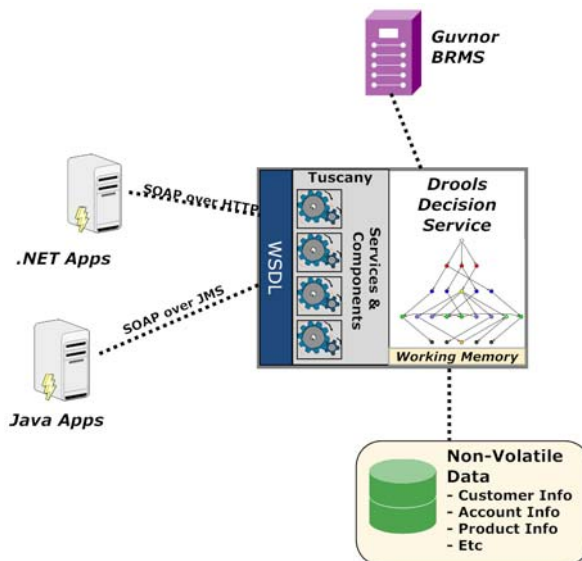 Guvnor
BRMS
SOAP over HTTP
.NET Apps
SOAP over JMS
Java Apps
WSDL
Tuscany
Services &
Components
Drools
Decision
Service
Working Memory
Non-Volatile
Data
- Customer Info
- Account Info
- Product Info
- Etc